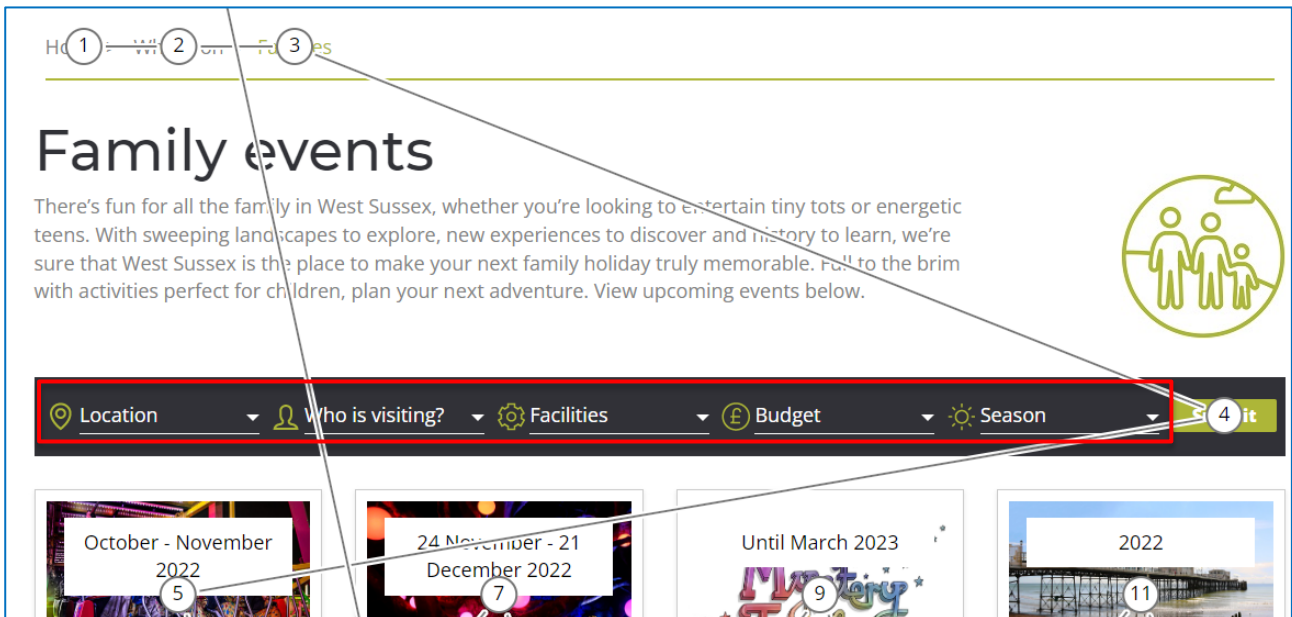 1 2 3
Family events
There's fun for all the family in West Sussex, whether you're looking to entertain tiny tots or energetic
teens. With sweeping landscapes to explore, new experiences to discover and history to learn, we're
sure that West Sussex is the place to make your next family holiday truly memorable. Full to the brim
with activities perfect for children, plan your next adventure. View upcoming events below.
Location Who is visiting? Facilities £ Budget Season 4
October - November
2022
5
24 November - 21
December 2022
7
Until March 2023
Mystery
9
2022
11